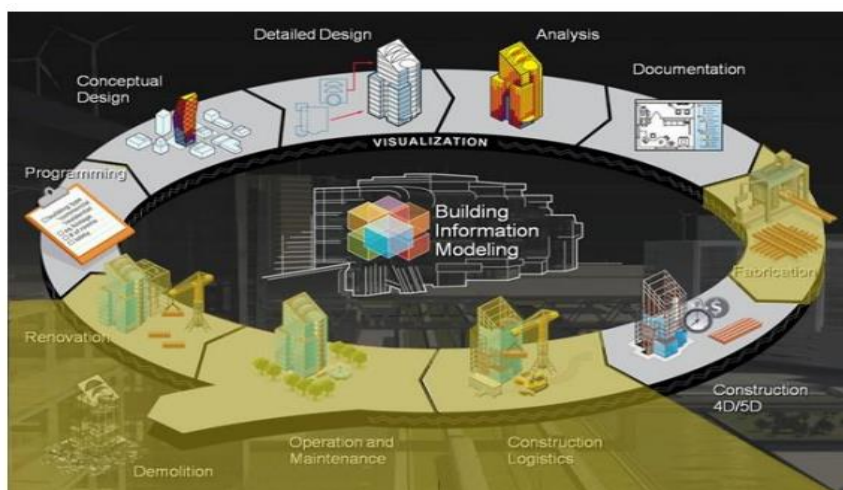 Detailed Design
Analysis
Documentation
Conceptual
Design
VISUALIZATION
Programming
Building
Information
Modeling
Fabrication
Renovation
Construction
4D/5D
Operation and
Maintenance
Construction
Logistics
Demolition
$